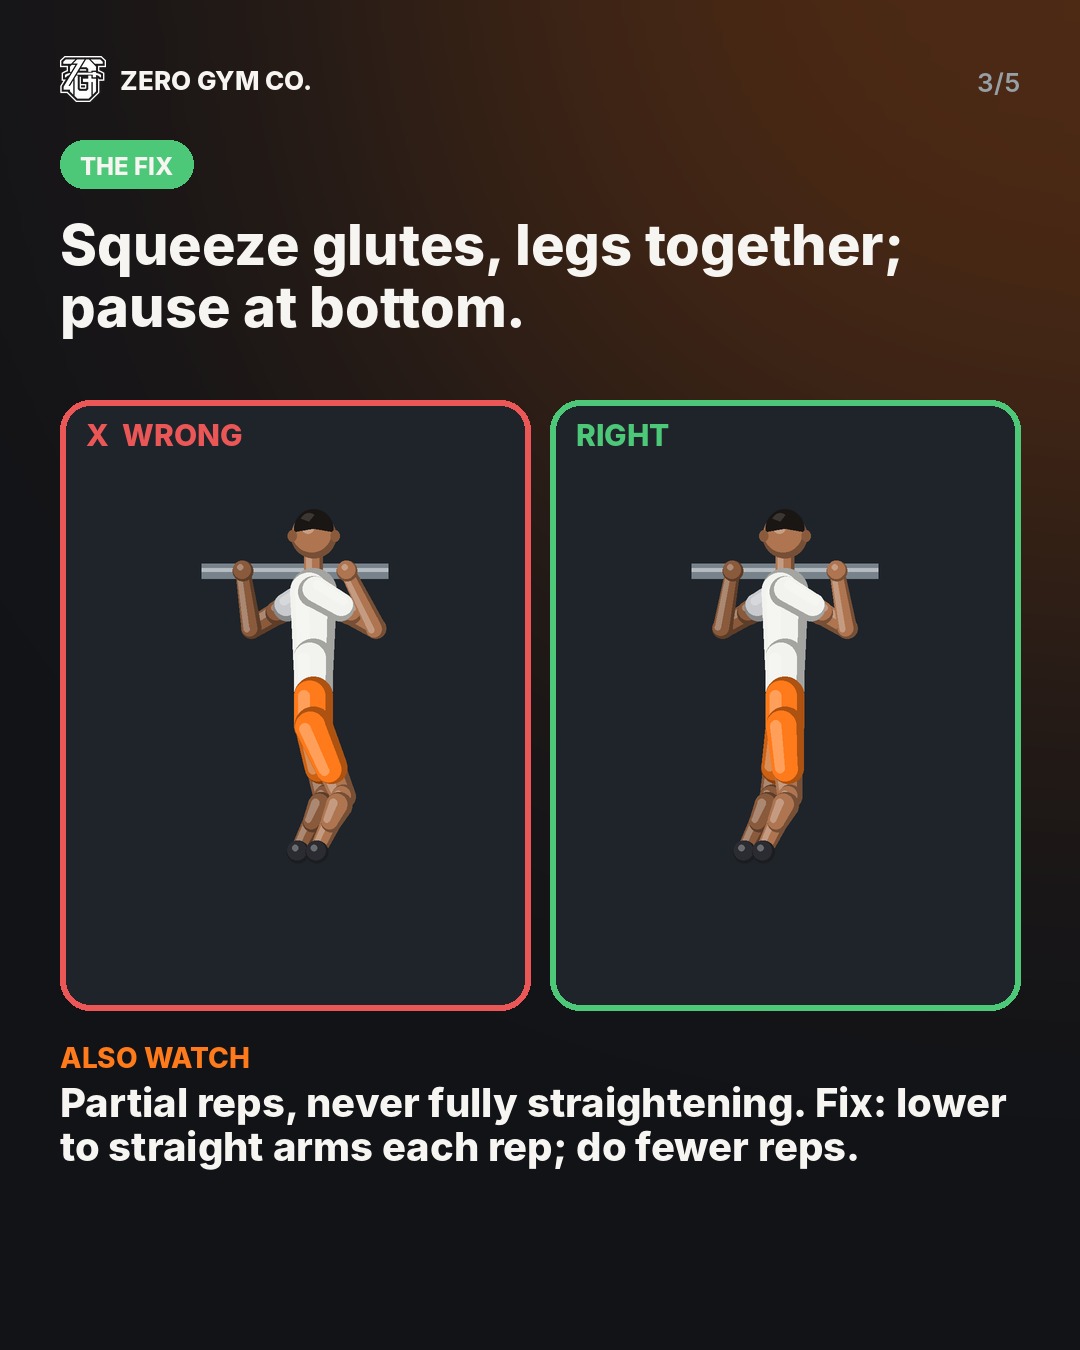 ZERO GYM CO.
3/5
THE FIX
Squeeze glutes, legs together;
pause at bottom.
X WRONG
RIGHT
ALSO WATCH
Partial reps, never fully straightening. Fix: lower
to straight arms each rep; do fewer reps.